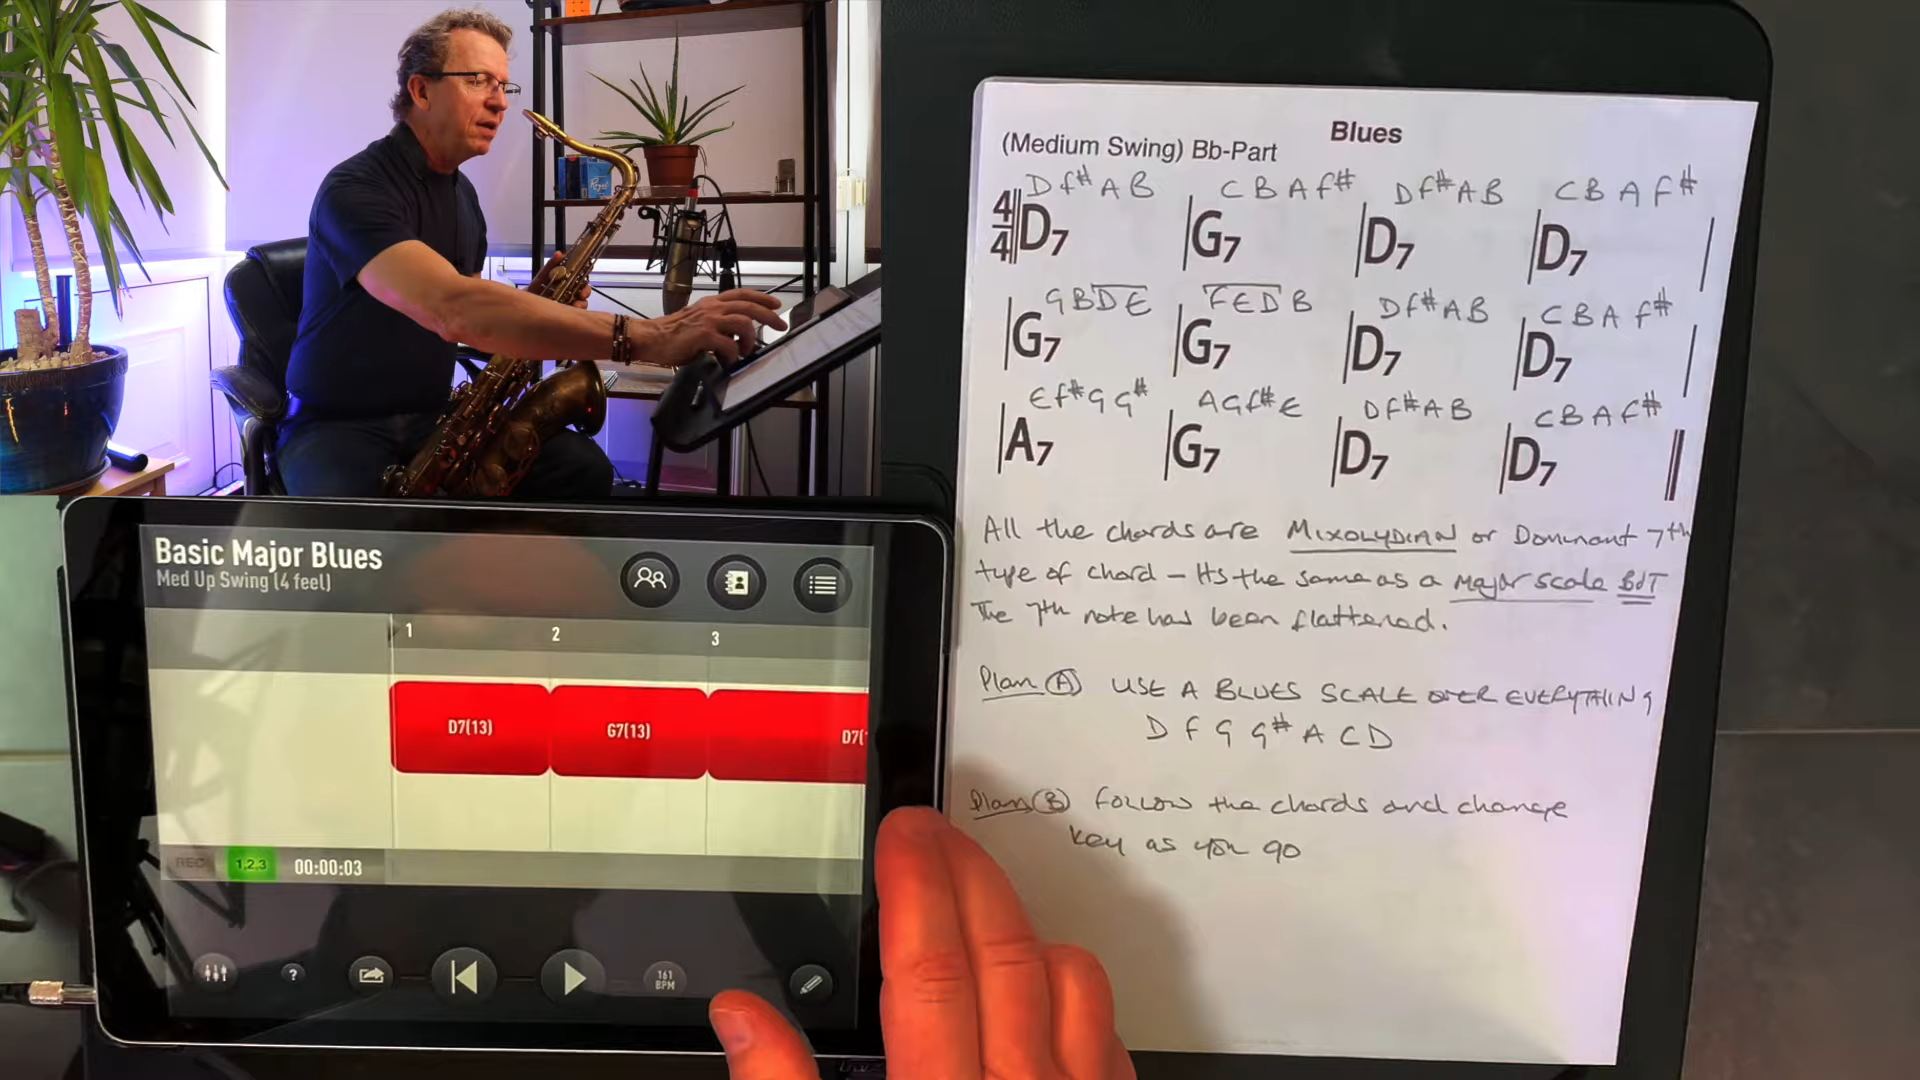 Blues
(Medium Swing) Bb-Part
D F# A B C B A F# D F# A B C B A F#
4/4 D7 G7 D7 D7
G B D E F E D B D F# A B C B A F#
G7 G7 D7 D7
E F# G G# A G F# E D F# A B C B A F#
A7 G7 D7 D7
All the chords are MIXOLYDIAN or Dominant 7th
type of chord – Its the same as a Major scale BUT
The 7th note has been flattened.
Plan (A) USE A BLUES SCALE OVER EVERYTHING
D F G G# A C D
Plan (B) Follow the chords and change
key as you go
Basic Major Blues
Med Up Swing (4 feel)
1 2 3
D7(13) G7(13) D7(
REC 1,2,3 00:00:03
? 161 BPM